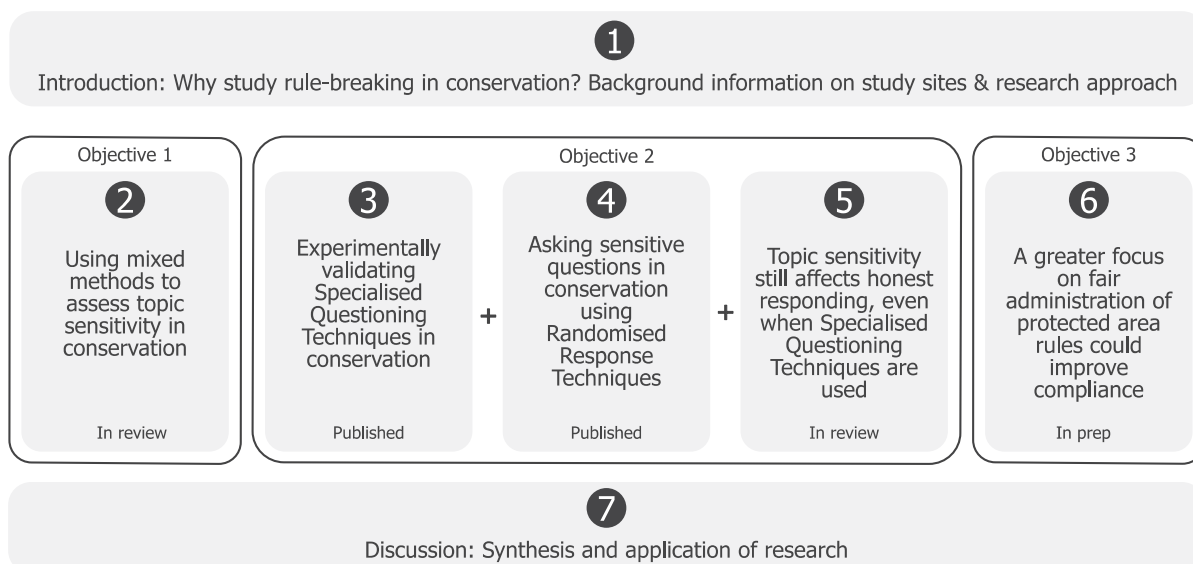 1
Introduction: Why study rule-breaking in conservation? Background information on study sites & research approach
Objective 1
2
Using mixed
methods to
assess topic
sensitivity in
conservation
In review
Objective 2
3
Experimentally
validating
Specialised
Questioning
Techniques in
conservation
Published
+
4
Asking sensitive
questions in
conservation
using
Randomised
Response
Techniques
Published
+
5
Topic sensitivity
still affects honest
responding, even
when Specialised
Questioning
Techniques are
used
In review
Objective 3
6
A greater focus
on fair
administration of
protected area
rules could
improve
compliance
In prep
7
Discussion: Synthesis and application of research